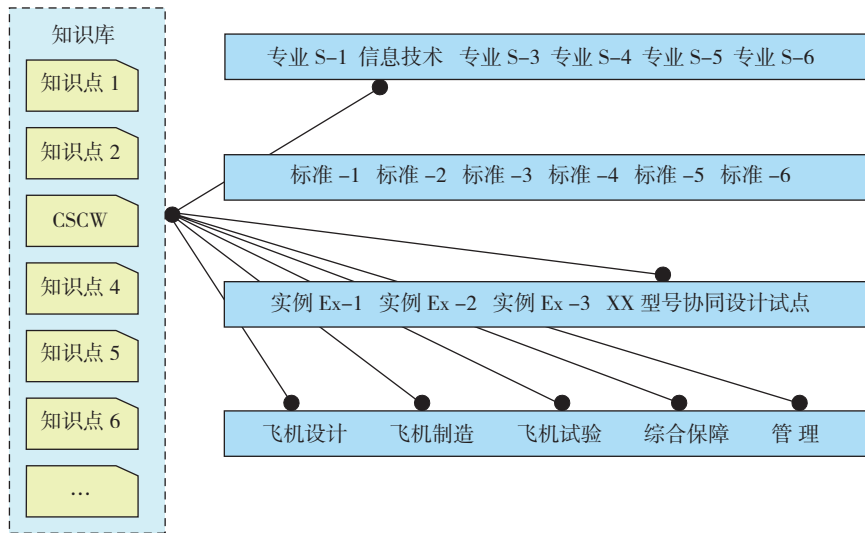 知识库
知识点 1
知识点 2
CSCW
知识点 4
知识点 5
知识点 6
…
专业 S-1 信息技术 专业 S-3 专业 S-4 专业 S-5 专业 S-6
标准 -1 标准 -2 标准 -3 标准 -4 标准 -5 标准 -6
实例 Ex-1 实例 Ex -2 实例 Ex -3 XX 型号协同设计试点
飞机设计 飞机制造 飞机试验 综合保障 管 理